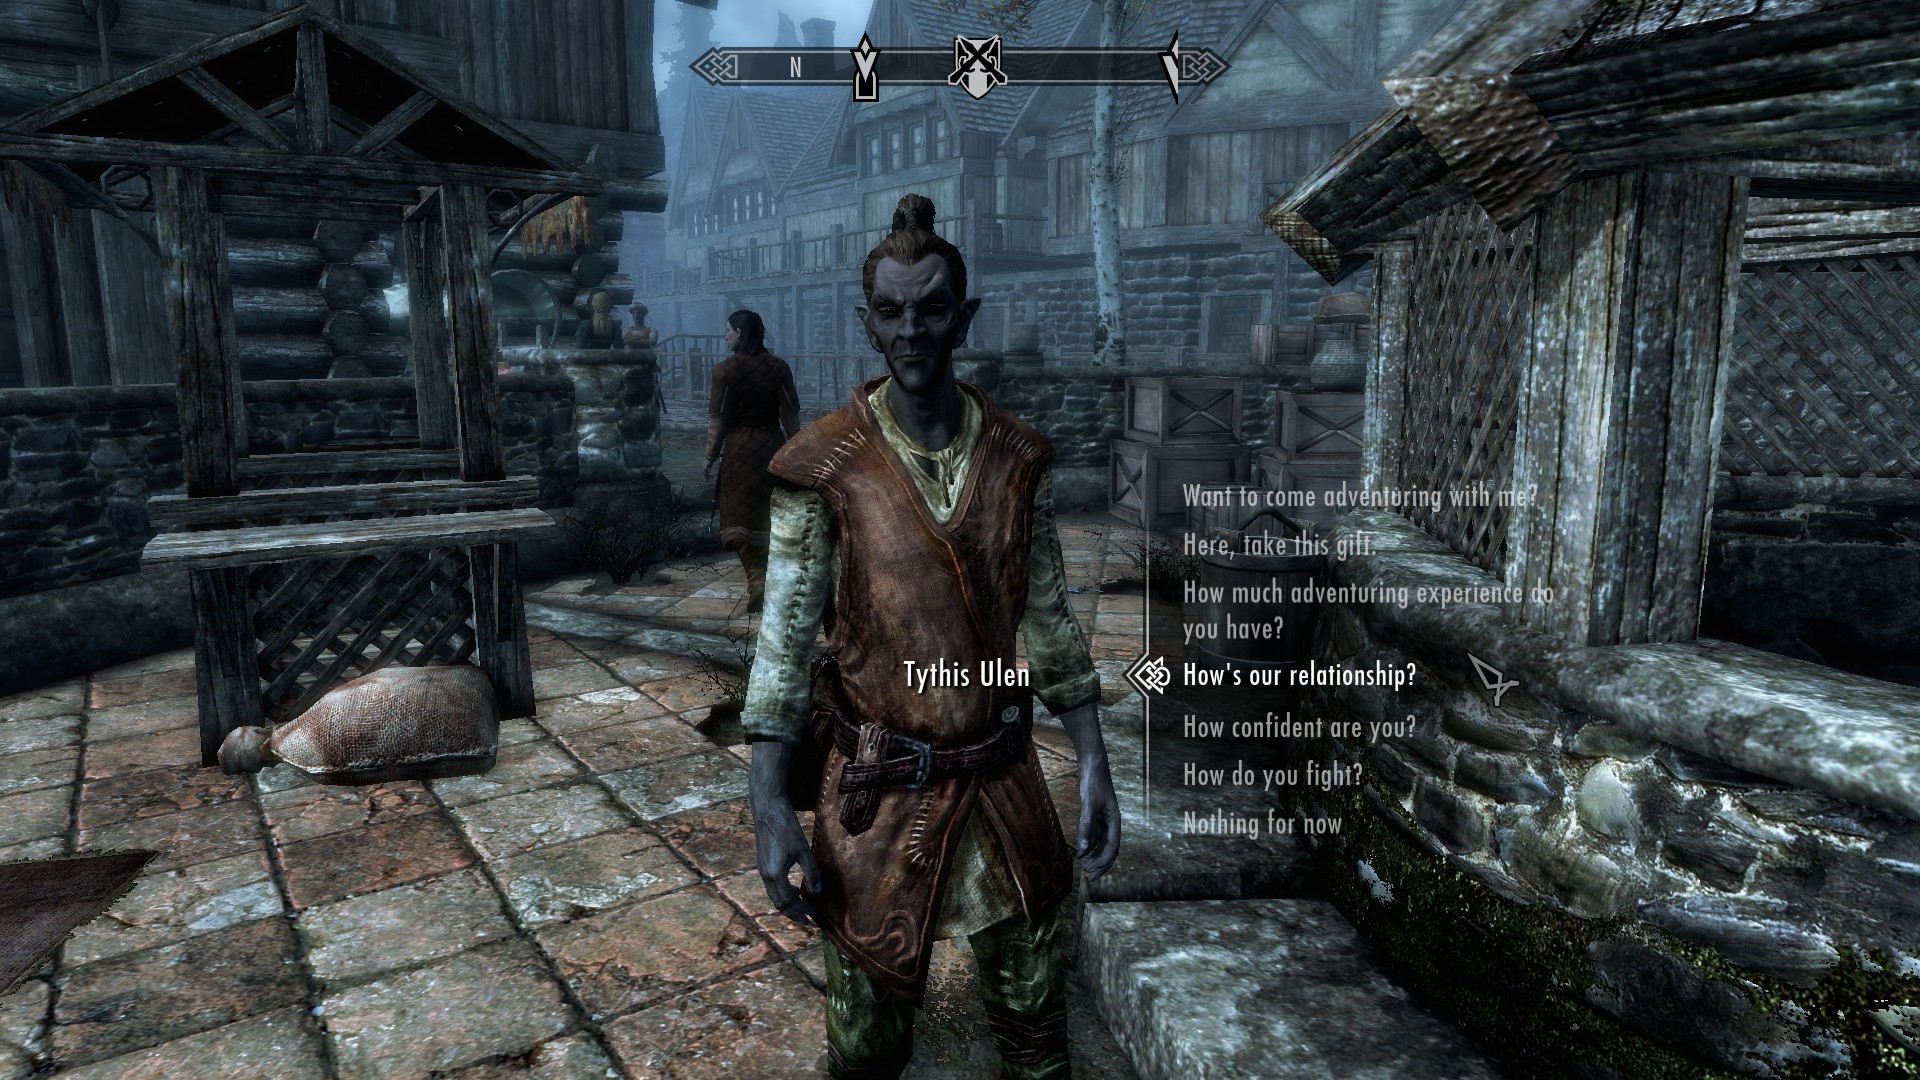 N
Want to come adventuring with me?
Here, take this gift.
How much adventuring experience do
you have?
Tythis Ulen
How's our relationship?
How confident are you?
How do you fight?
Nothing for now